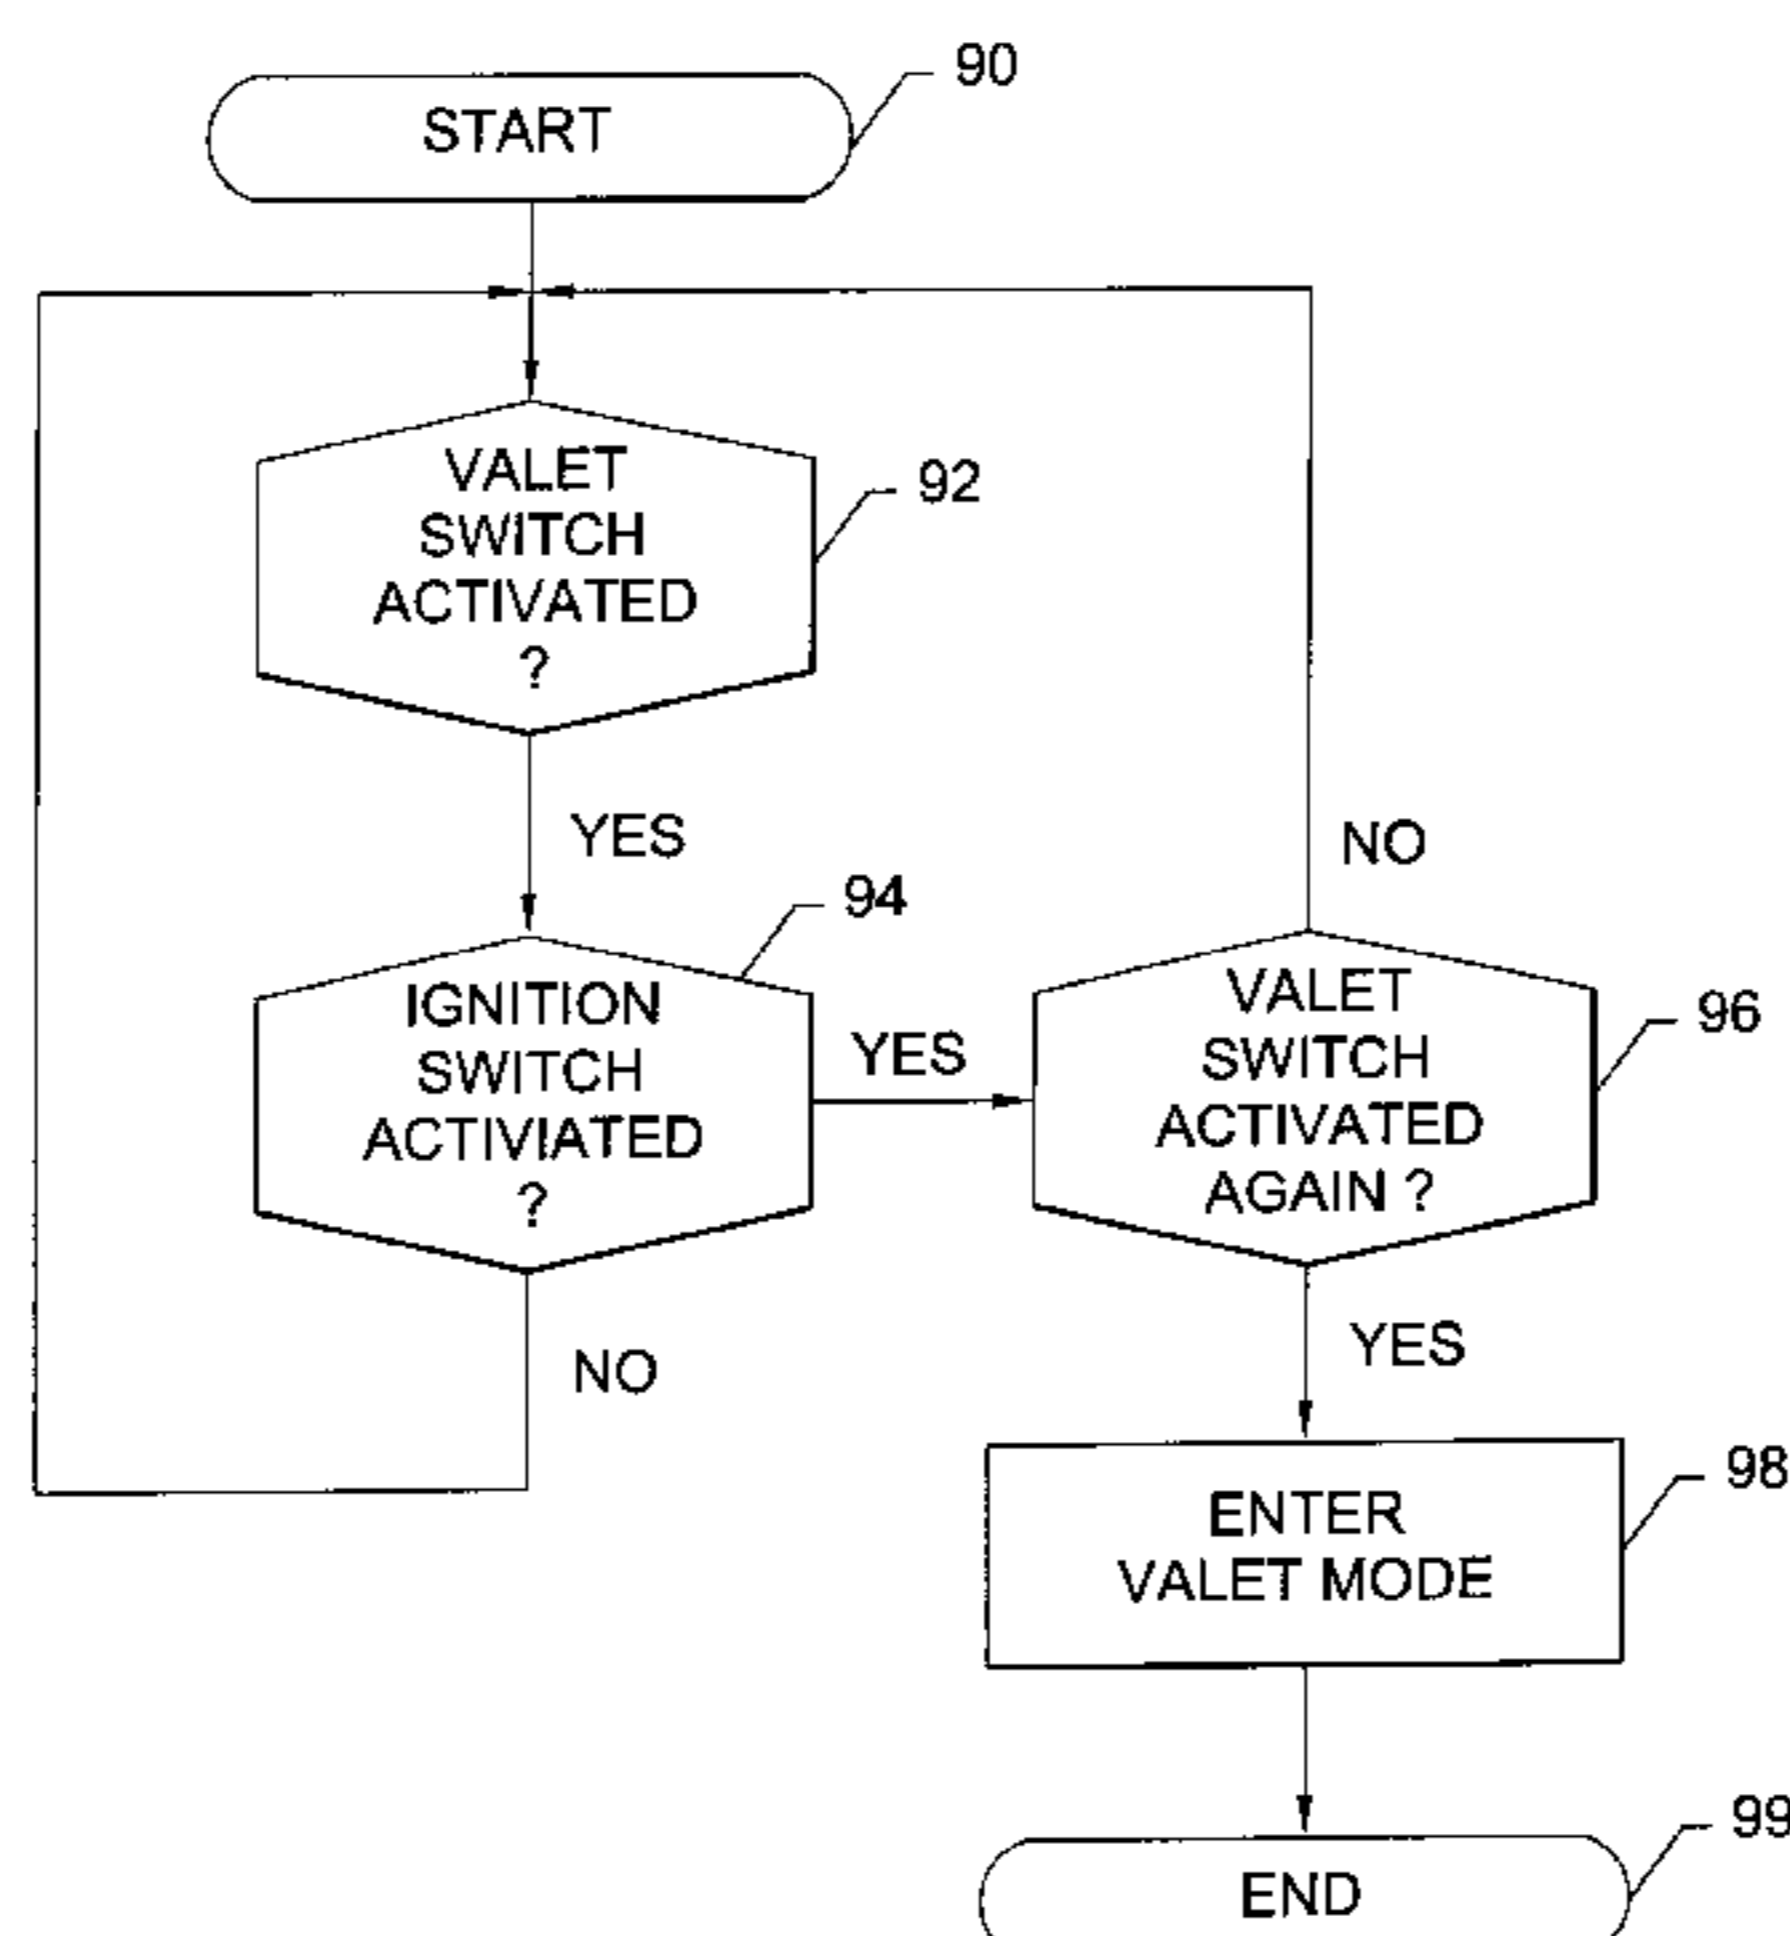 90
START
VALET
SWITCH
ACTIVATED
?
92
YES
NO
94
IGNITION
SWITCH
ACTIVIATED
?
YES
VALET
SWITCH
ACTIVATED
AGAIN ?
96
NO
YES
ENTER
VALET MODE
98
END
99